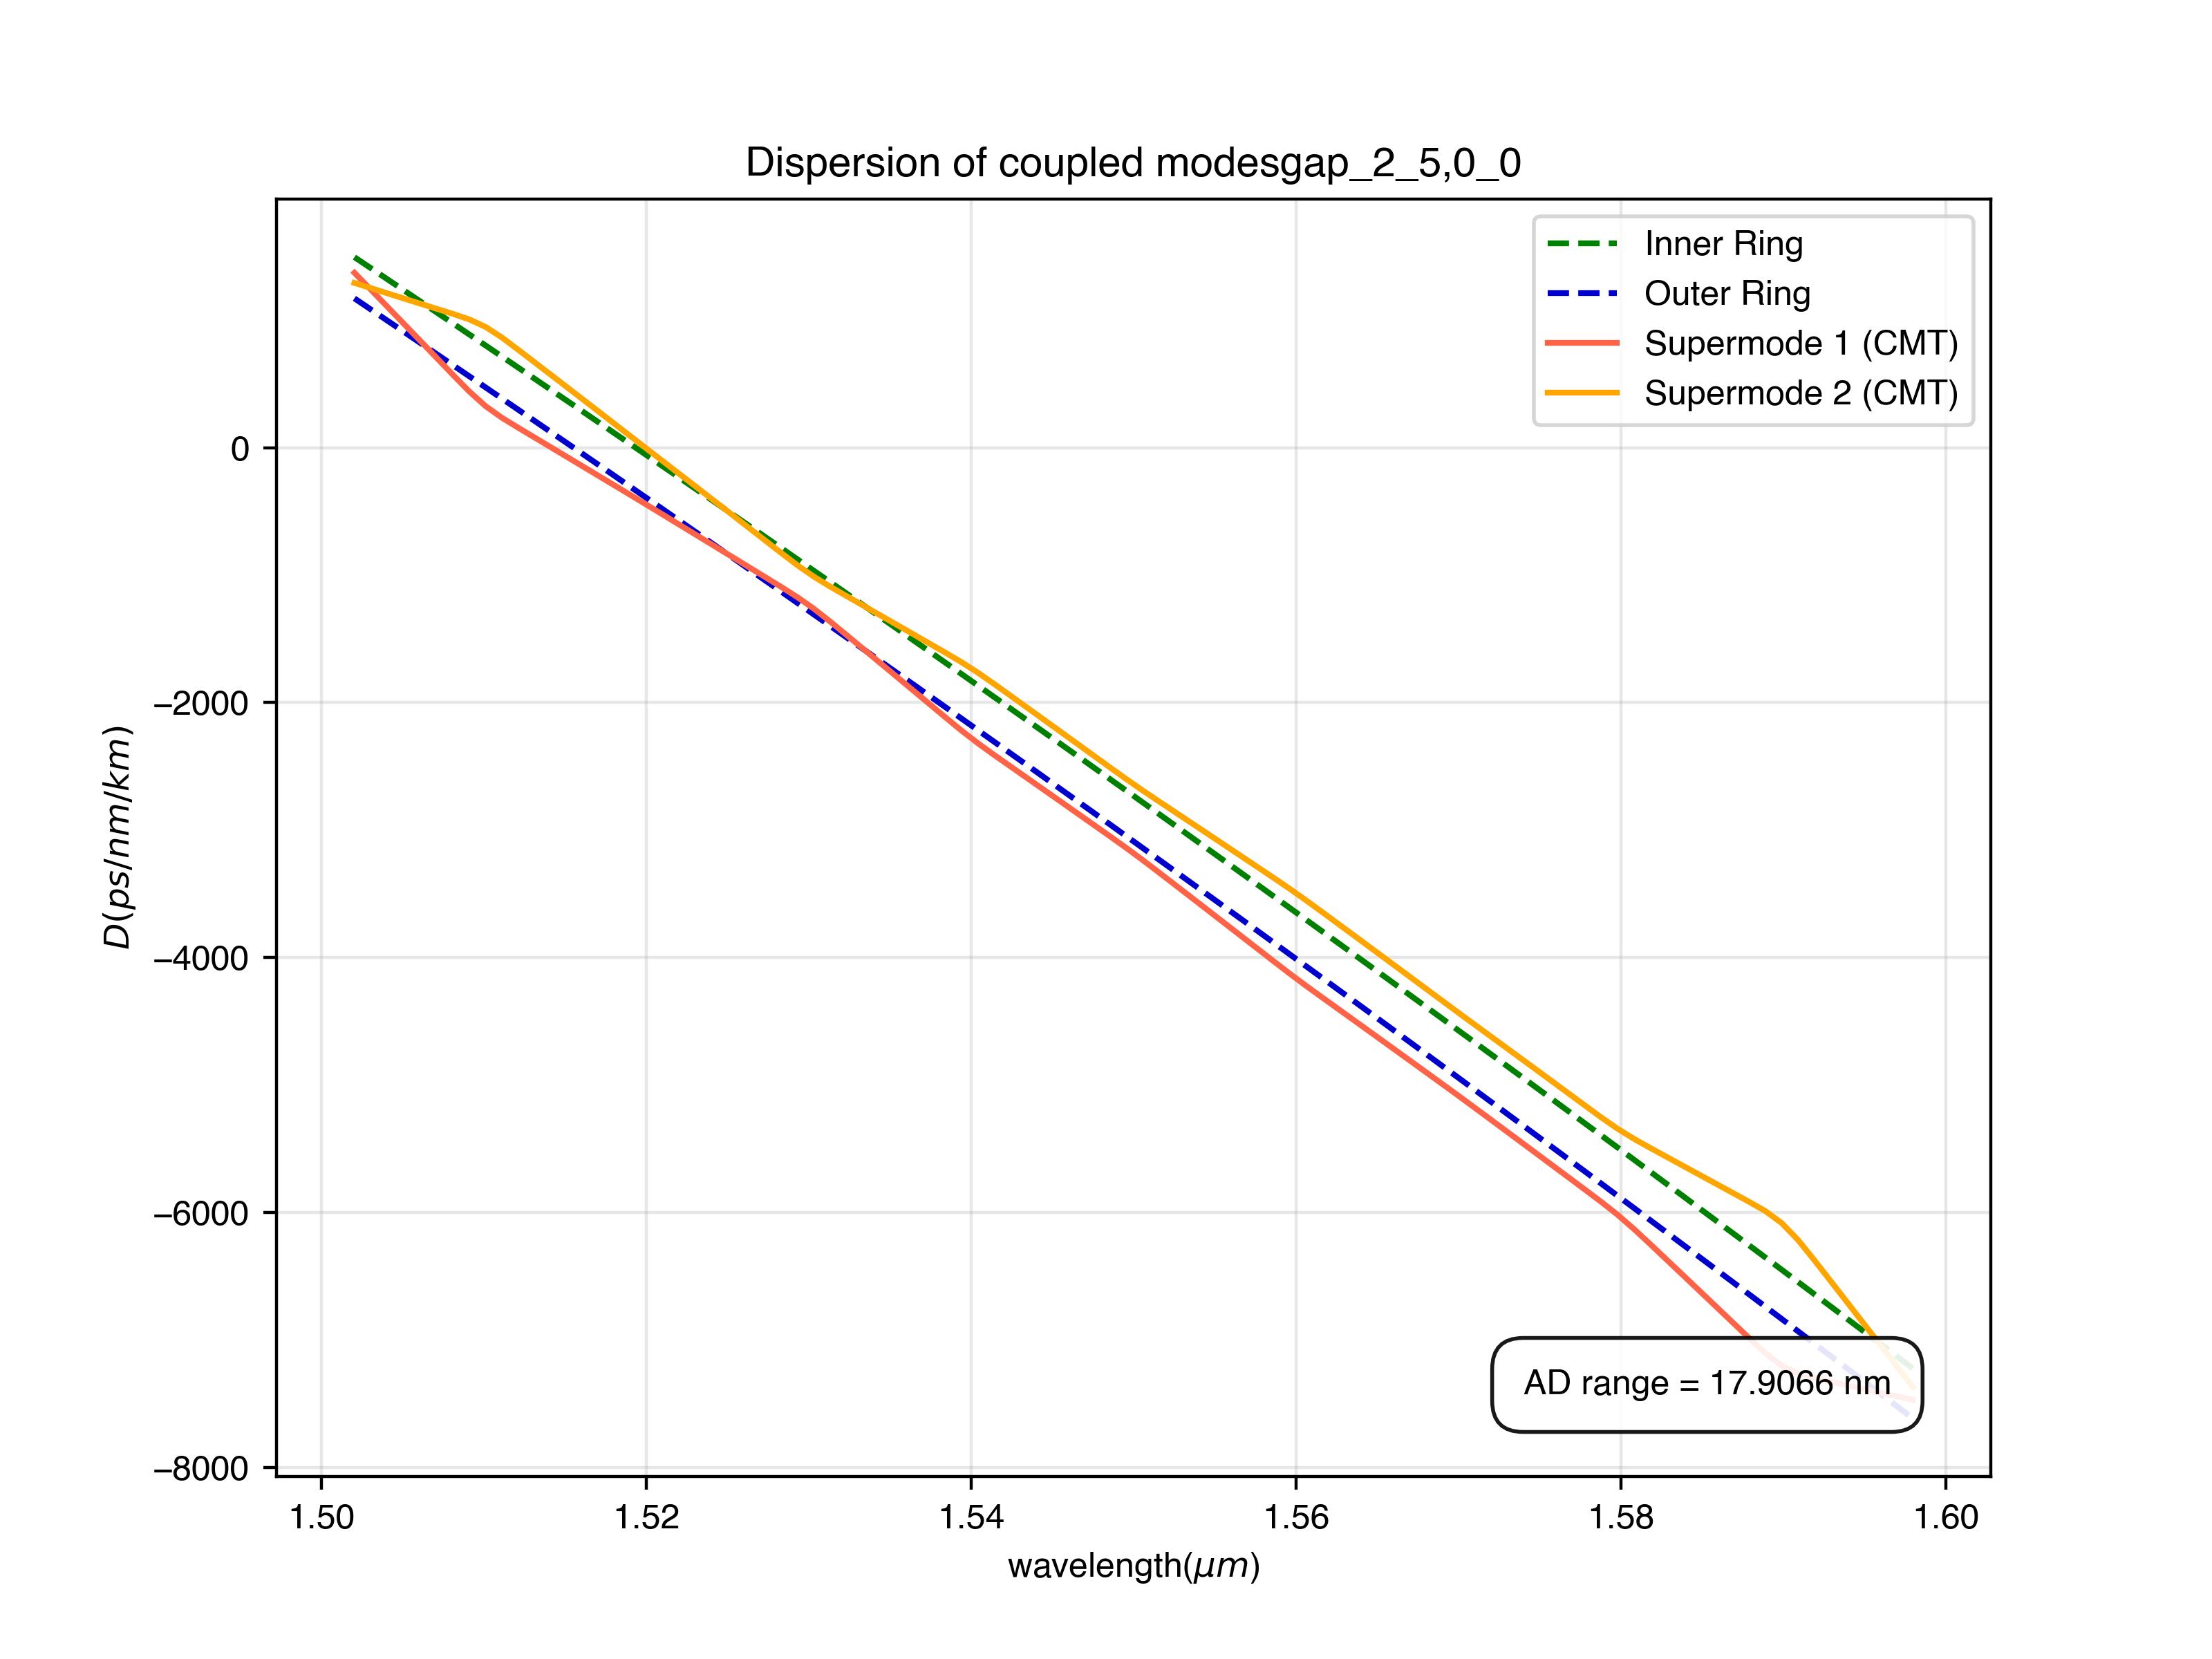 Dispersion of coupled modesgap_2_5,0_0
Inner Ring
Outer Ring
Supermode 1 (CMT)
Supermode 2 (CMT)
D(ps/nm/km)
0
−2000
−4000
−6000
−8000
AD range = 17.9066 nm
1.50 1.52 1.54 1.56 1.58 1.60
wavelength(μm)